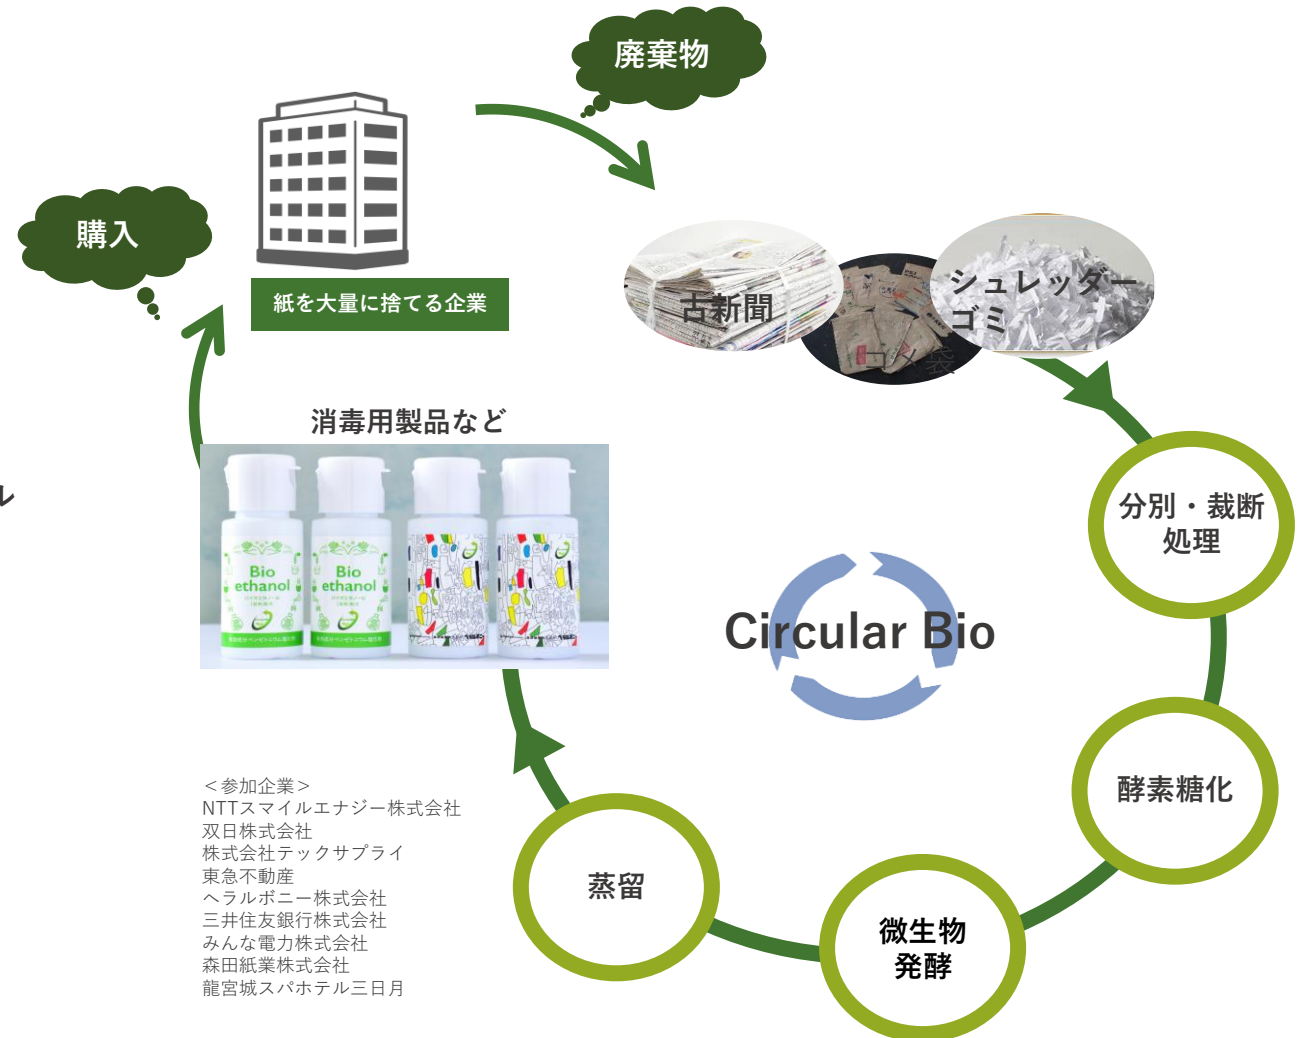 廃棄物
購入
紙を大量に捨てる企業
古新聞
コメ袋
シュレッダー
ゴミ
消毒用製品など
ル
Bio
ethanol
Bio
ethanol
分別・裁断
処理
Circular Bio
酵素糖化
微生物
発酵
蒸留
＜参加企業＞
NTTスマイルエナジー株式会社
双日株式会社
株式会社テックサプライ
東急不動産
ヘラルボニー株式会社
三井住友銀行株式会社
みんな電力株式会社
森田紙業株式会社
龍宮城スパホテル三日月